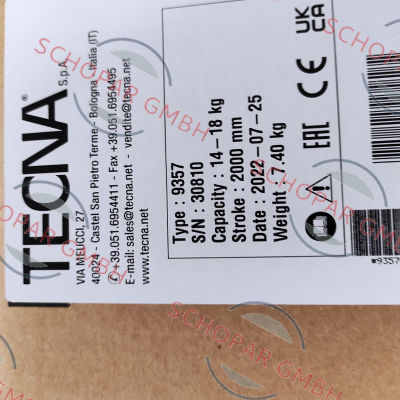 TECNA®
S.p.A.
VIA MEUCCI, 27
40024 - Castel San Pietro Terme - Bologna - Italia (IT)
✆ +39.051.6954411 - Fax +39.051.6954495
E-mail: sales@tecna.net - vendite@tecna.net
www.tecna.net
Type : 9357
S/N : 30810
Capacity : 14-18 kg
Stroke : 2000 mm
Date : 2022-07-25
Weight : 7.40 kg
UK
CA
CE
EAC
*9357
SCHOPAR GMBH
SCHOPAR GMBH
SCHOPAR GMBH
SCHOPAR GMBH